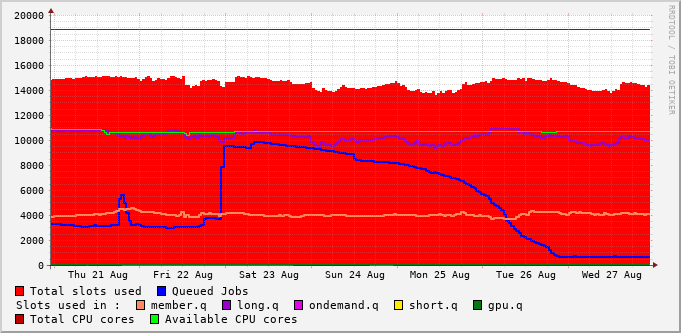 RRDTOOL / TOBI OETIKER
20000
18000
16000
14000
12000
10000
8000
6000
4000
2000
0
Thu 21 Aug Fri 22 Aug Sat 23 Aug Sun 24 Aug Mon 25 Aug Tue 26 Aug Wed 27 Aug
Total slots used Queued Jobs
Slots used in : member.q long.q ondemand.q short.q gpu.q
Total CPU cores Available CPU cores